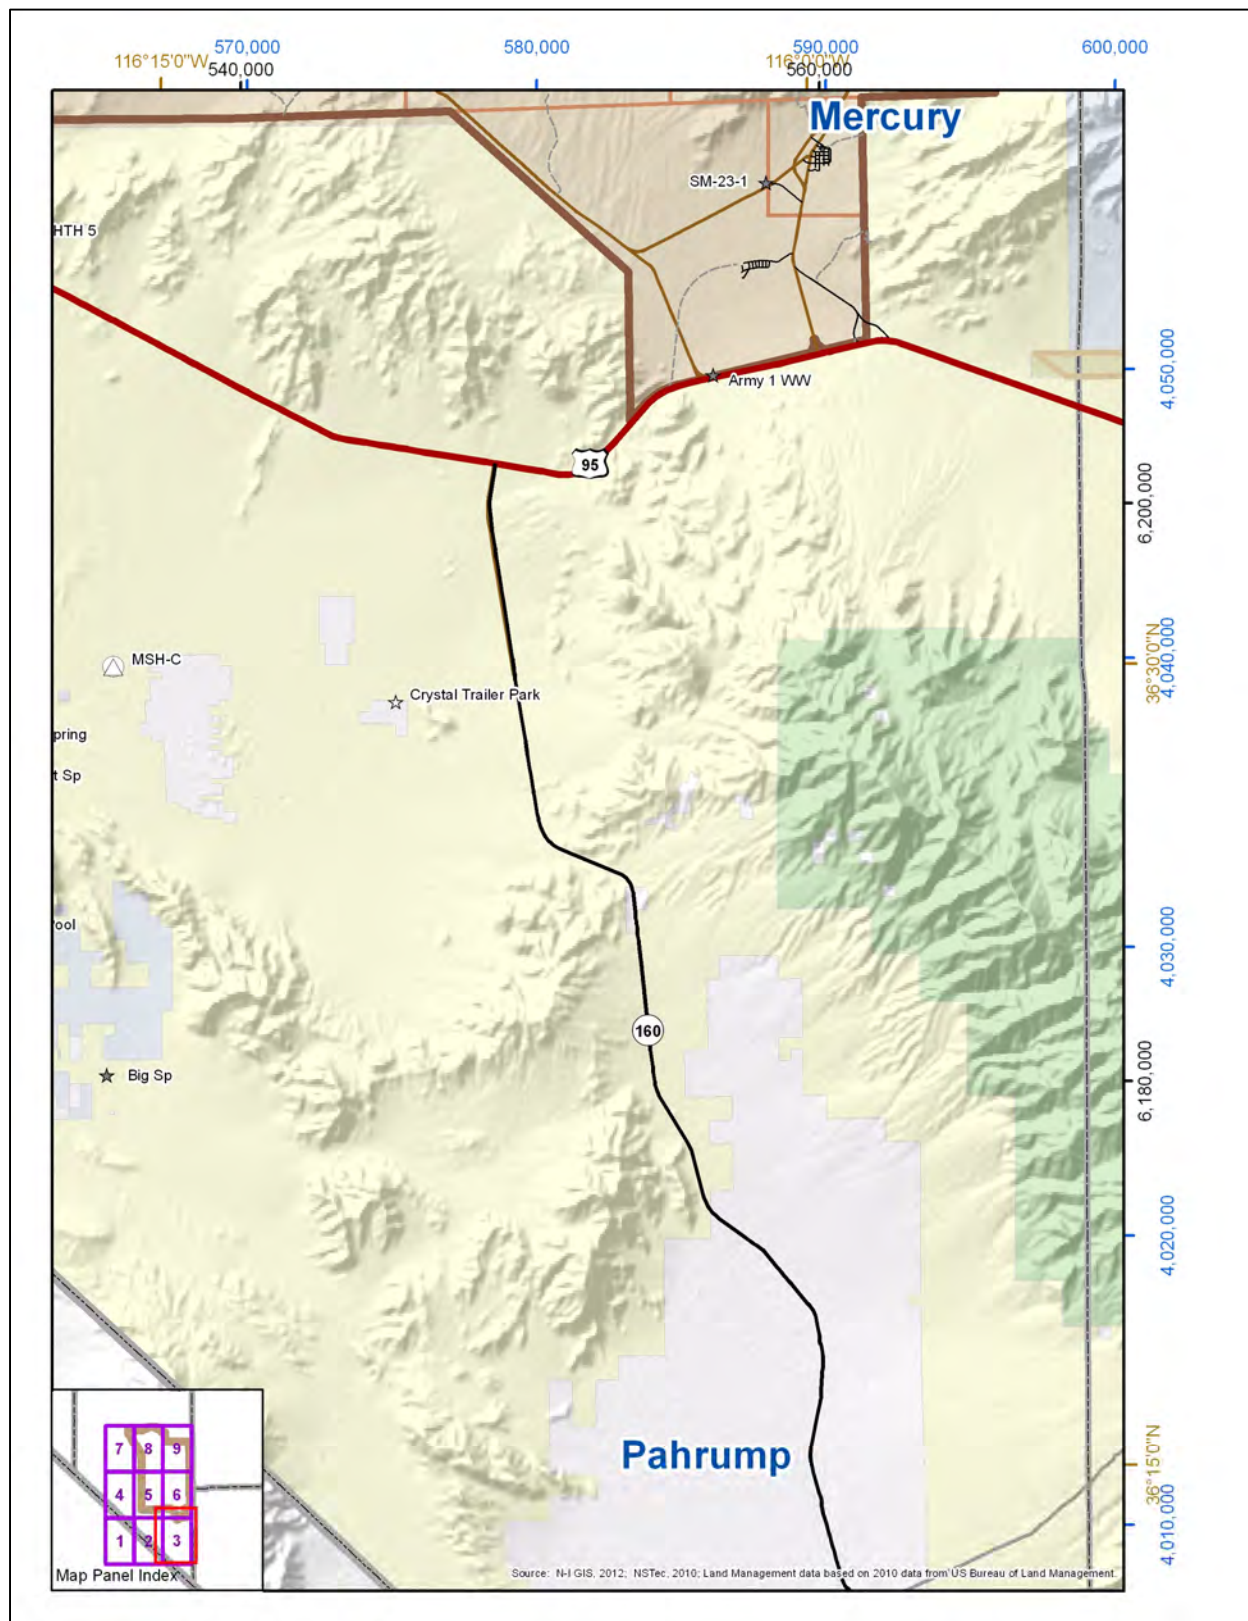 570,000
580,000
590,000
600,000
116°15'0"W
116°0'0"W
540,000
560,000
Mercury
SM-23-1
HTH 5
4,050,000
Army 1 WW
95
6,200,000
36°30'0"N
4,040,000
MSH-C
Crystal Trailer Park
pring
t Sp
ool
4,030,000
160
6,180,000
Big Sp
4,020,000
Pahrump
36°15'0"N
4,010,000
7 8 9
4 5 6
1 2 3
Map Panel Index
Source: N-I GIS, 2012; NSTec, 2010; Land Management data based on 2010 data from US Bureau of Land Management.